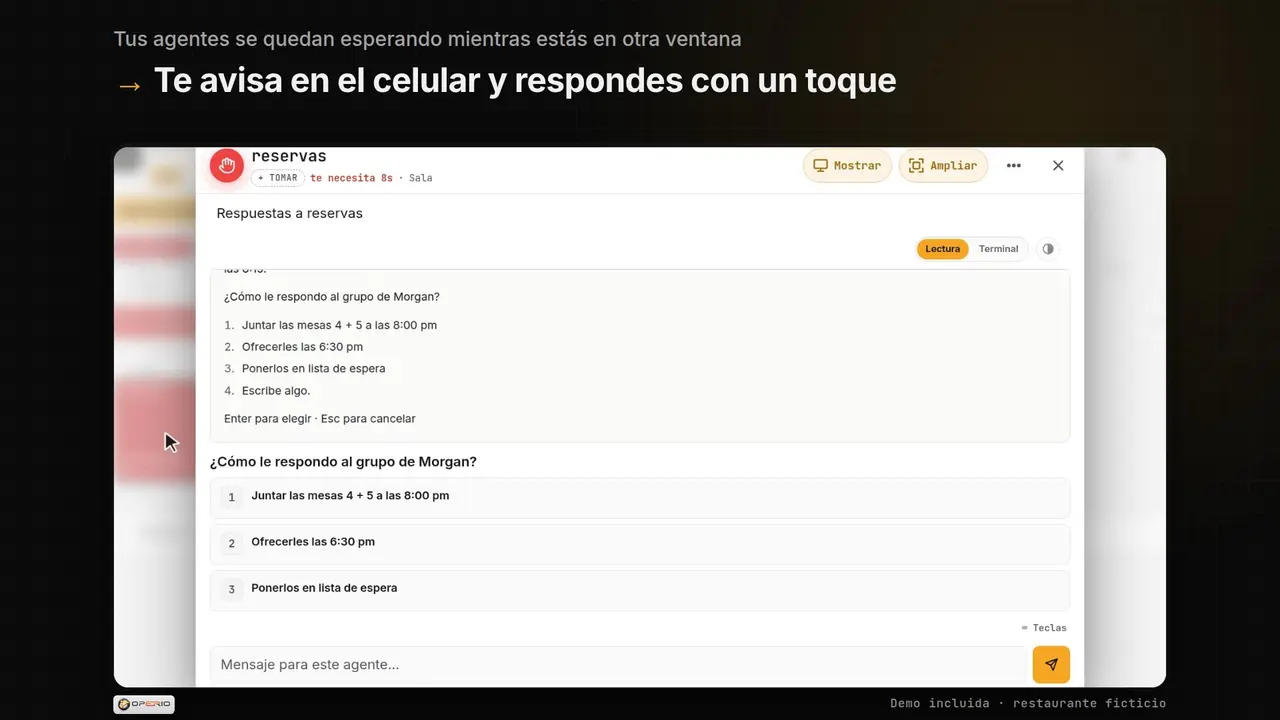 Tus agentes se quedan esperando mientras estás en otra ventana
→ Te avisa en el celular y respondes con un toque
reservas
+ TOMAR te necesita 8s · Sala
Mostrar
Ampliar
Respuestas a reservas
Lectura
Terminal
¿Cómo le respondo al grupo de Morgan?
1. Juntar las mesas 4 + 5 a las 8:00 pm
2. Ofrecerles las 6:30 pm
3. Ponerlos en lista de espera
4. Escribe algo.
Enter para elegir · Esc para cancelar
¿Cómo le respondo al grupo de Morgan?
1 Juntar las mesas 4 + 5 a las 8:00 pm
2 Ofrecerles las 6:30 pm
3 Ponerlos en lista de espera
Teclas
Mensaje para este agente...
OPERIO
Demo incluida · restaurante ficticio